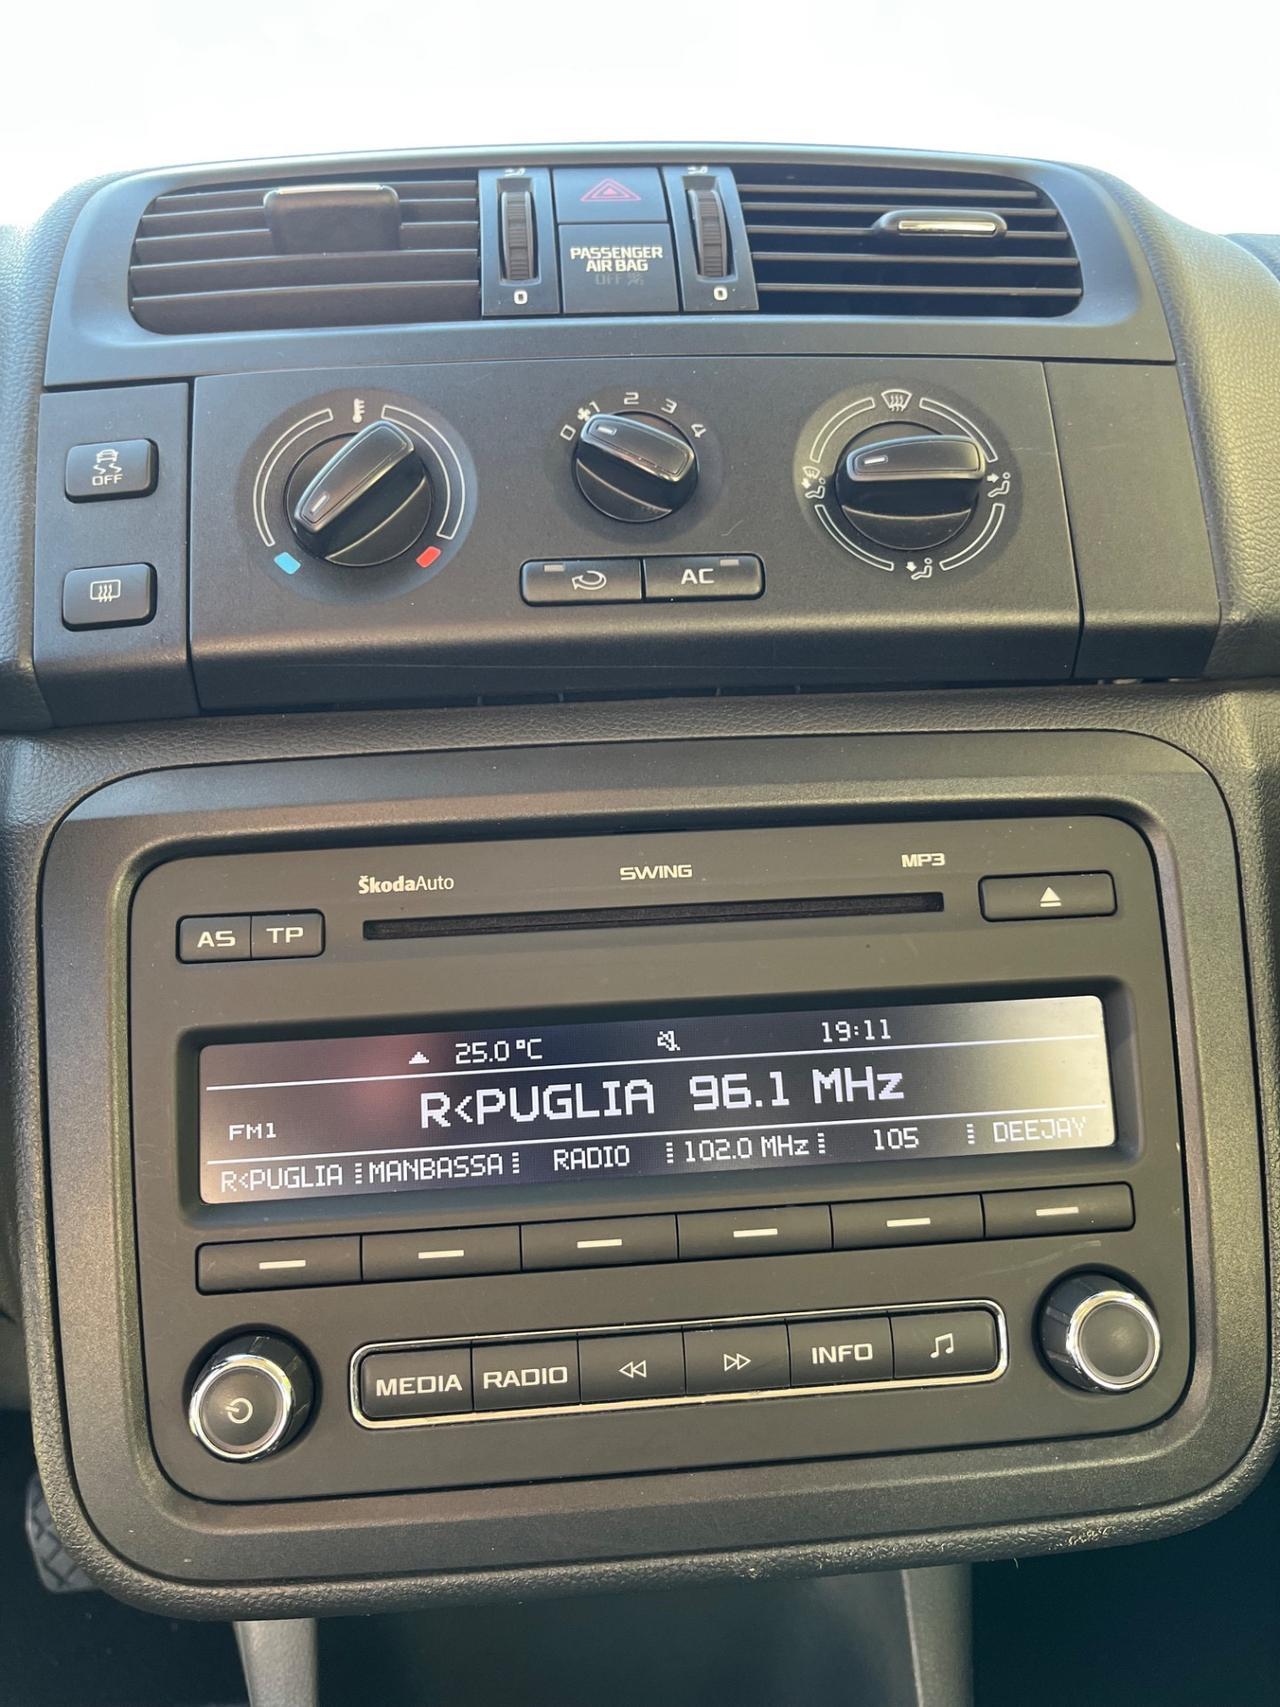 PASSENGER
AIR BAG
OFF
0 0
0 1 2 3 4
OFF
AC
ŠkodaAuto SWING MP3
AS TP
25.0 °C 19:11
FM1 R<PUGLIA 96.1 MHz
R<PUGLIA MANBASSA RADIO 102.0 MHz 105 DEEJAY
MEDIA RADIO INFO